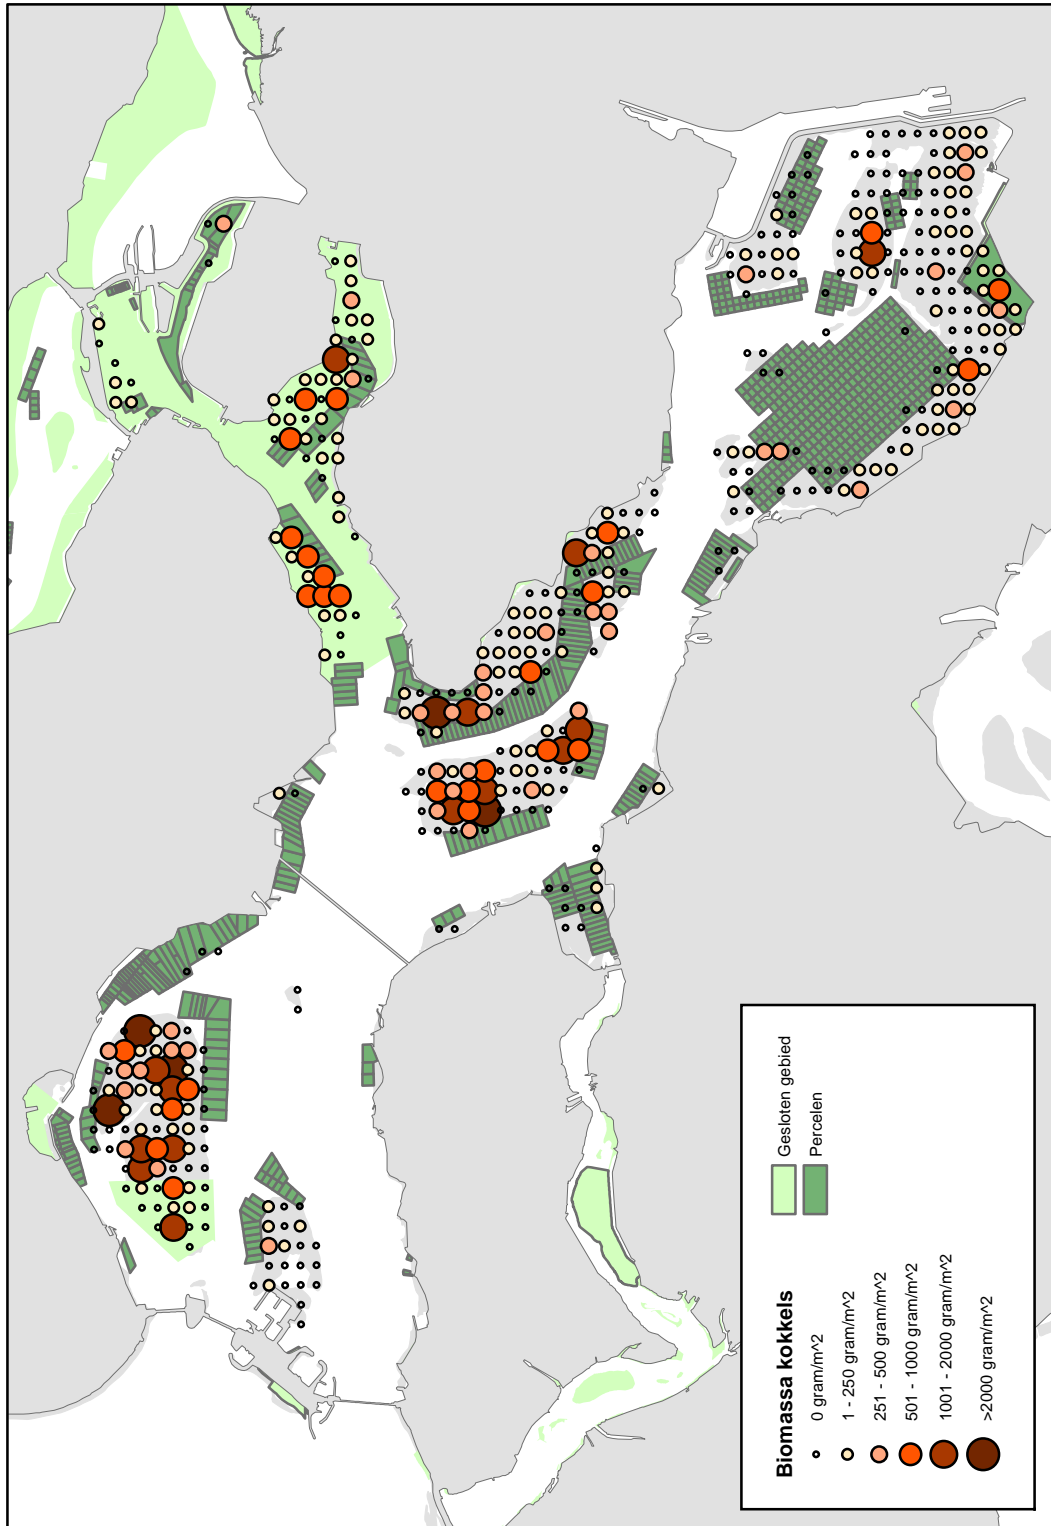 Biomassa kokkels
0 gram/m^2
1 - 250 gram/m^2
251 - 500 gram/m^2
501 - 1000 gram/m^2
1001 - 2000 gram/m^2
>2000 gram/m^2
Gesloten gebied
Percelen